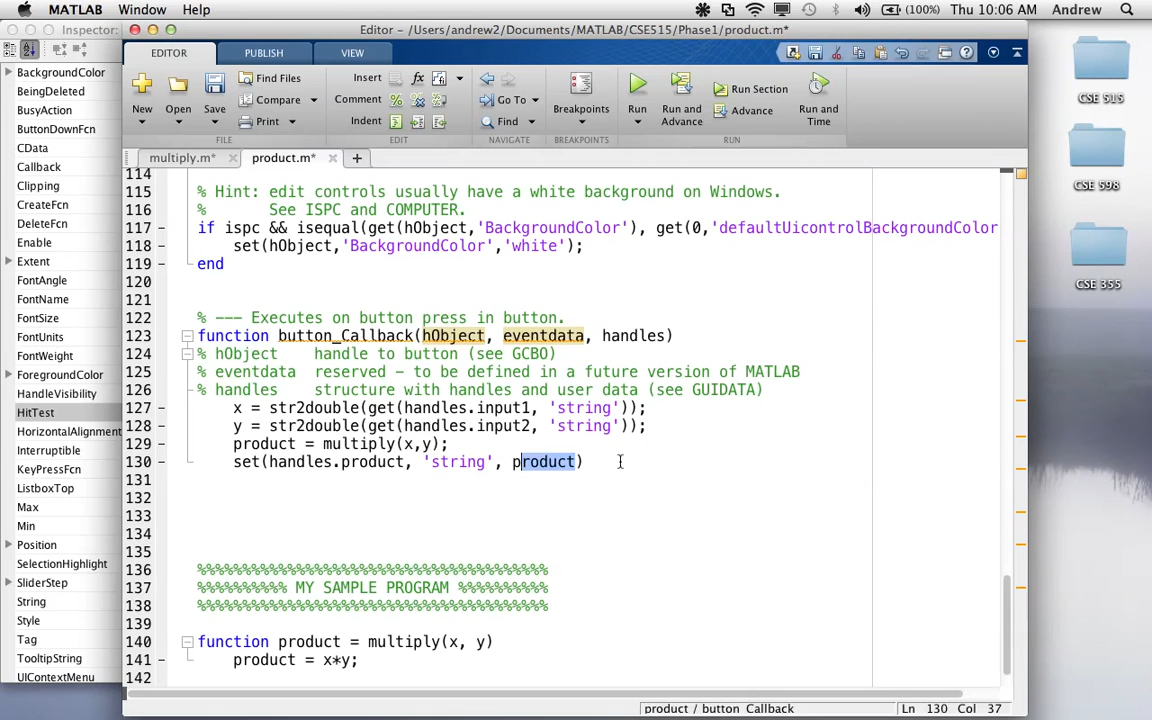 MATLAB Window Help (100%) Thu 10:06 AM Andrew
Inspector:
Editor - /Users/andrew2/Documents/MATLAB/CSE515/Phase1/product.m*
EDITOR PUBLISH VIEW
New Open Save Find Files Compare Print
Insert fx Comment Indent
Go To Find
Breakpoints
Run Run and Advance Run Section Advance Run and Time
FILE EDIT NAVIGATE BREAKPOINTS RUN
multiply.m* product.m*
BackgroundColor
BeingDeleted
BusyAction
ButtonDownFcn
CData
Callback
Clipping
CreateFcn
DeleteFcn
Enable
Extent
FontAngle
FontName
FontSize
FontUnits
FontWeight
ForegroundColor
HandleVisibility
HitTest
HorizontalAlignment
Interruptible
KeyPressFcn
ListboxTop
Max
Min
Position
SelectionHighlight
SliderStep
String
Style
Tag
TooltipString
UIContextMenu
114
115 % Hint: edit controls usually have a white background on Windows.
116 % See ISPC and COMPUTER.
117 - if ispc && isequal(get(hObject,'BackgroundColor'), get(0,'defaultUicontrolBackgroundColor
118 - set(hObject,'BackgroundColor','white');
119 - end
120
121
122 % --- Executes on button press in button.
123 function button_Callback(hObject, eventdata, handles)
124 % hObject handle to button (see GCBO)
125 % eventdata reserved - to be defined in a future version of MATLAB
126 % handles structure with handles and user data (see GUIDATA)
127 - x = str2double(get(handles.input1, 'string'));
128 - y = str2double(get(handles.input2, 'string'));
129 - product = multiply(x,y);
130 - set(handles.product, 'string', product)
131
132
133
134
135
136 %%%%%%%%%%%%%%%%%%%%%%%%%%%%%%%%%%%%%%%
137 %%%%%%%%%% MY SAMPLE PROGRAM %%%%%%%%%%
138 %%%%%%%%%%%%%%%%%%%%%%%%%%%%%%%%%%%%%%%
139
140 function product = multiply(x, y)
141 - product = x*y;
142
product / button_Callback Ln 130 Col 37
CSE 515
CSE 598
CSE 355